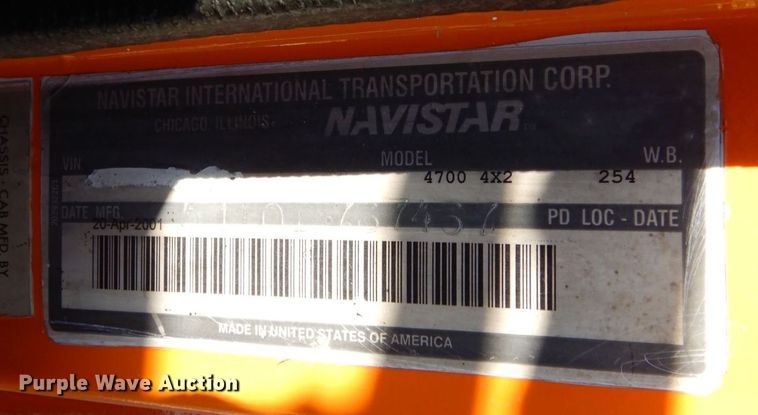 NAVISTAR INTERNATIONAL TRANSPORTATION CORP.
CHICAGO, ILLINOIS NAVISTAR
VIN MODEL W.B.
4700 4X2 254
DATE MFG. PD LOC - DATE
20-Apr-2001
MADE IN UNITED STATES OF AMERICA
CHASSIS - CAB MFD. BY
Purple Wave Auction